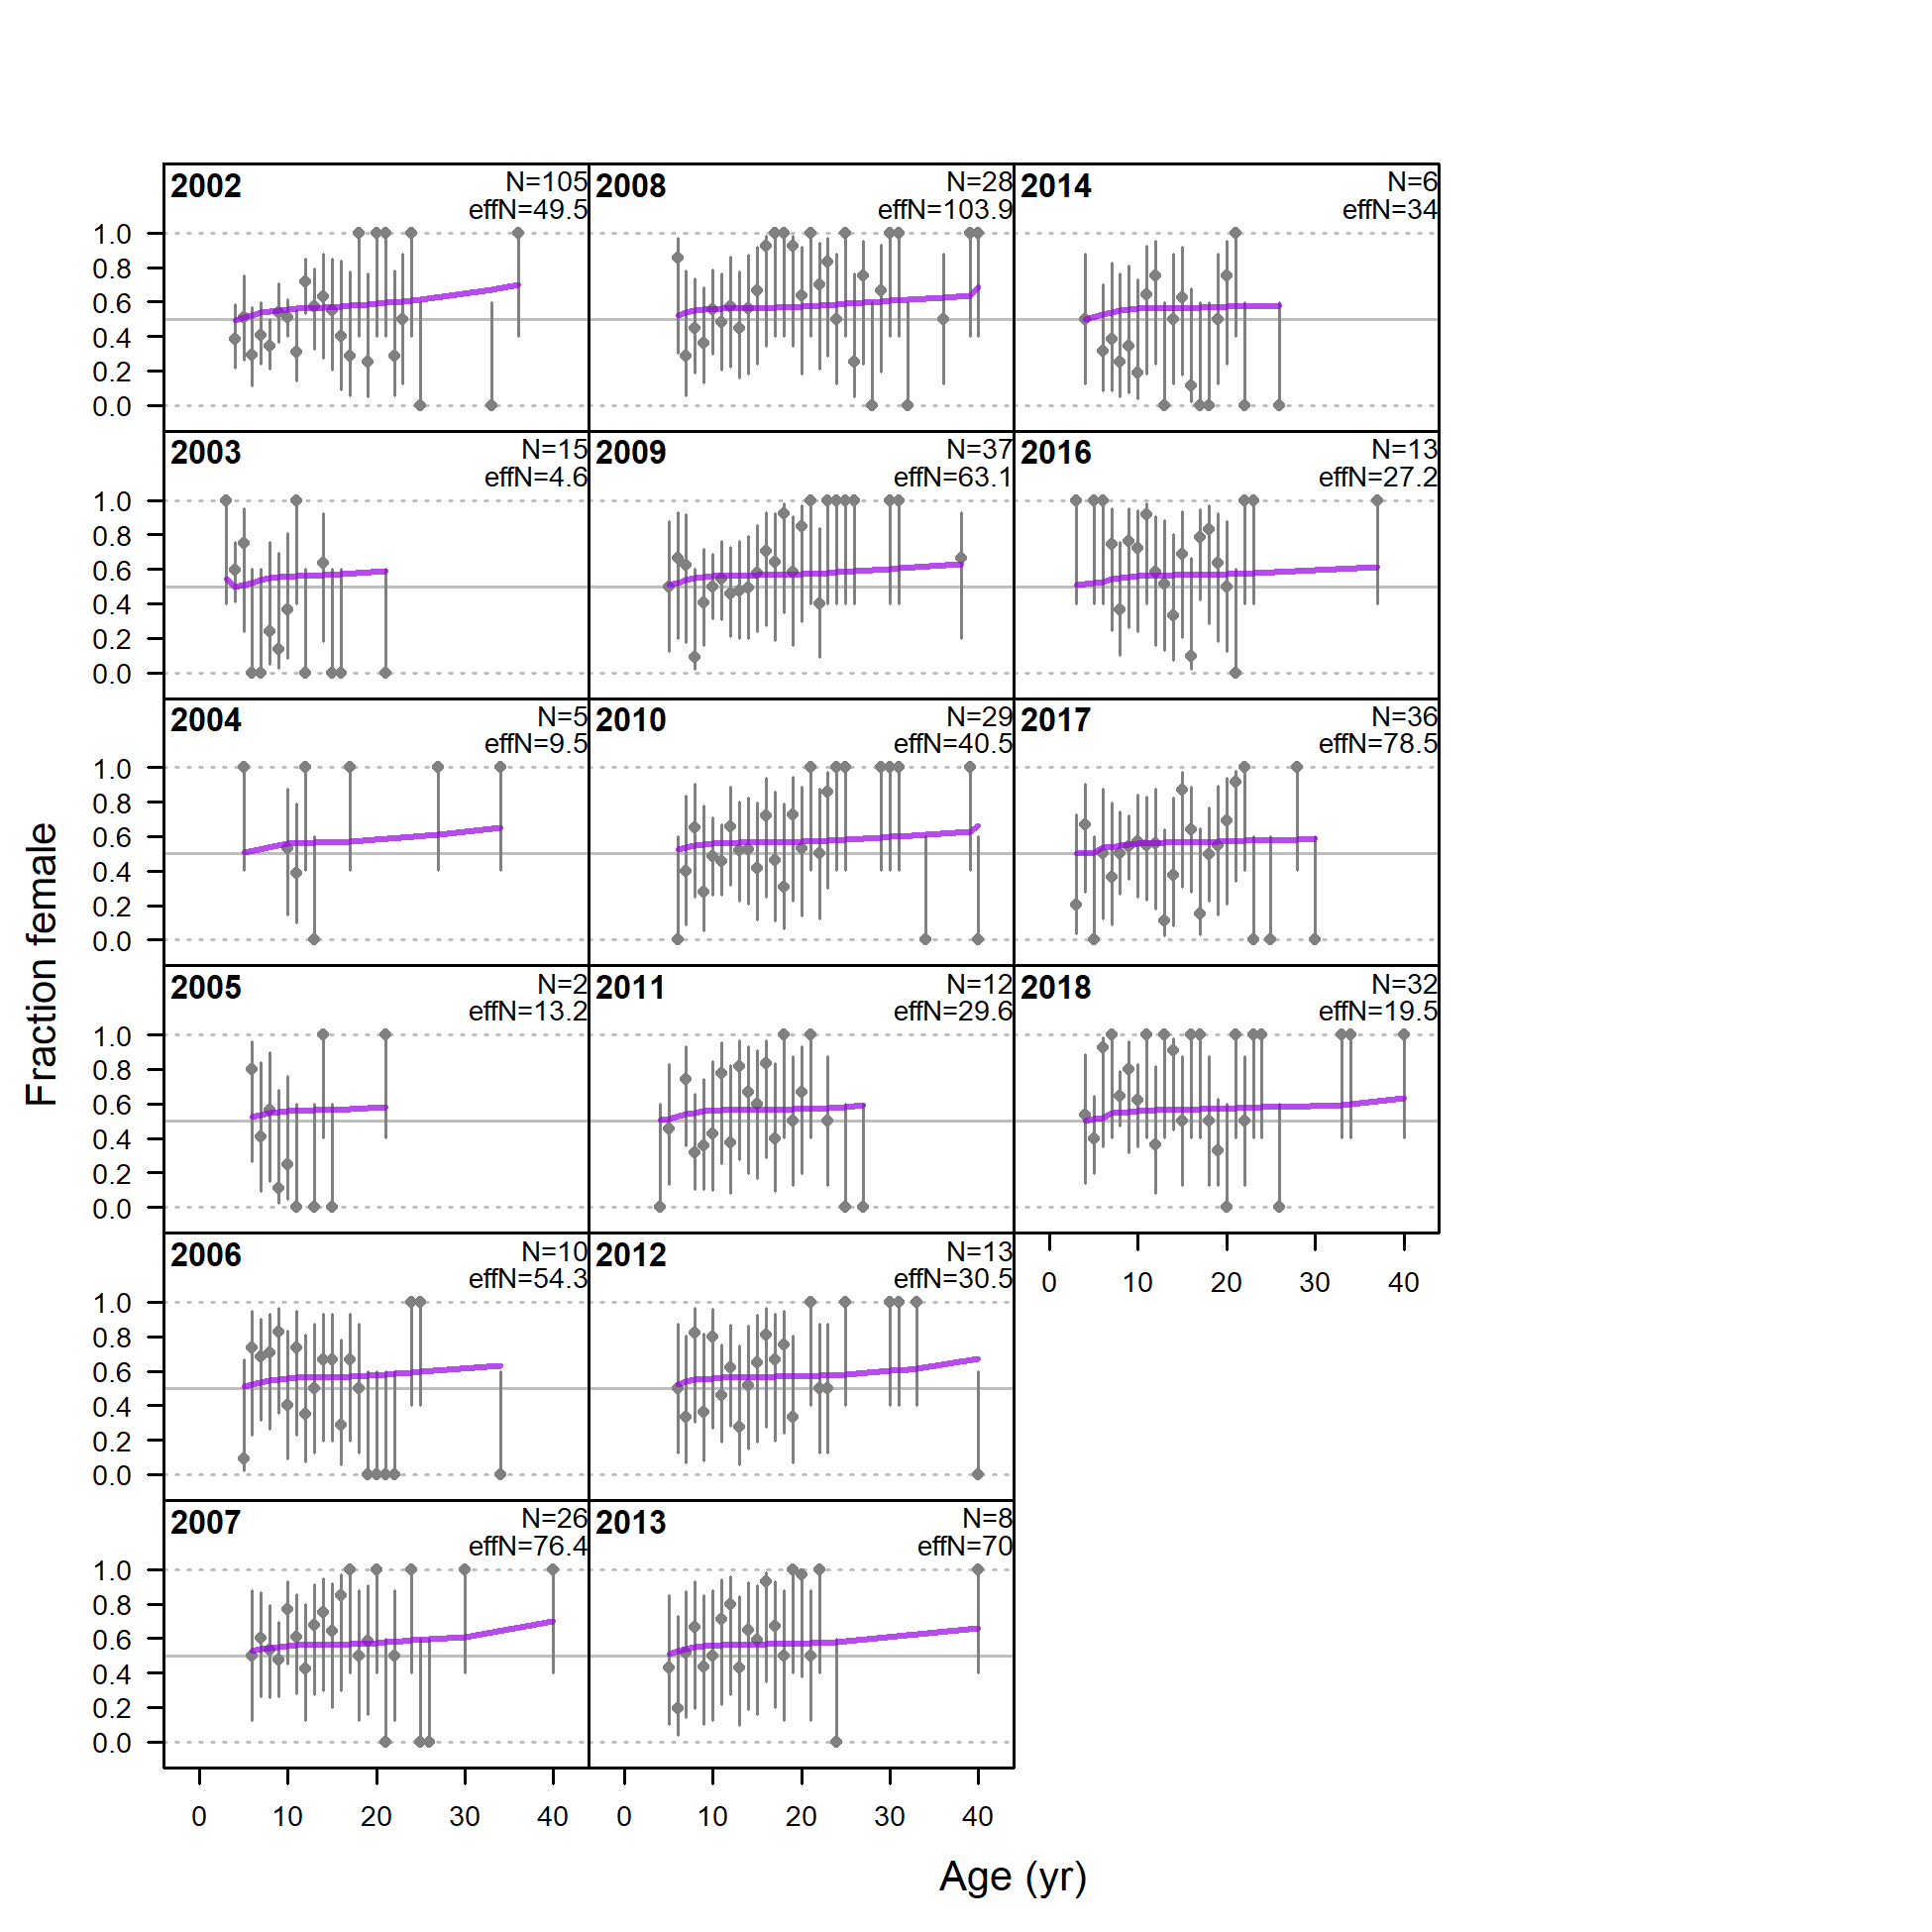 2002
N=105
effN=49.5
2008
N=28
effN=103.9
2014
N=6
effN=34
1.0
0.8
0.6
0.4
0.2
0.0
2003
N=15
effN=4.6
2009
N=37
effN=63.1
2016
N=13
effN=27.2
1.0
0.8
0.6
0.4
0.2
0.0
2004
N=5
effN=9.5
2010
N=29
effN=40.5
2017
N=36
effN=78.5
1.0
0.8
0.6
0.4
0.2
0.0
2005
N=2
effN=13.2
2011
N=12
effN=29.6
2018
N=32
effN=19.5
1.0
0.8
0.6
0.4
0.2
0.0
2006
N=10
effN=54.3
2012
N=13
effN=30.5
0 10 20 30 40
1.0
0.8
0.6
0.4
0.2
0.0
2007
N=26
effN=76.4
2013
N=8
effN=70
1.0
0.8
0.6
0.4
0.2
0.0
0 10 20 30 40 0 10 20 30 40
Fraction female
Age (yr)